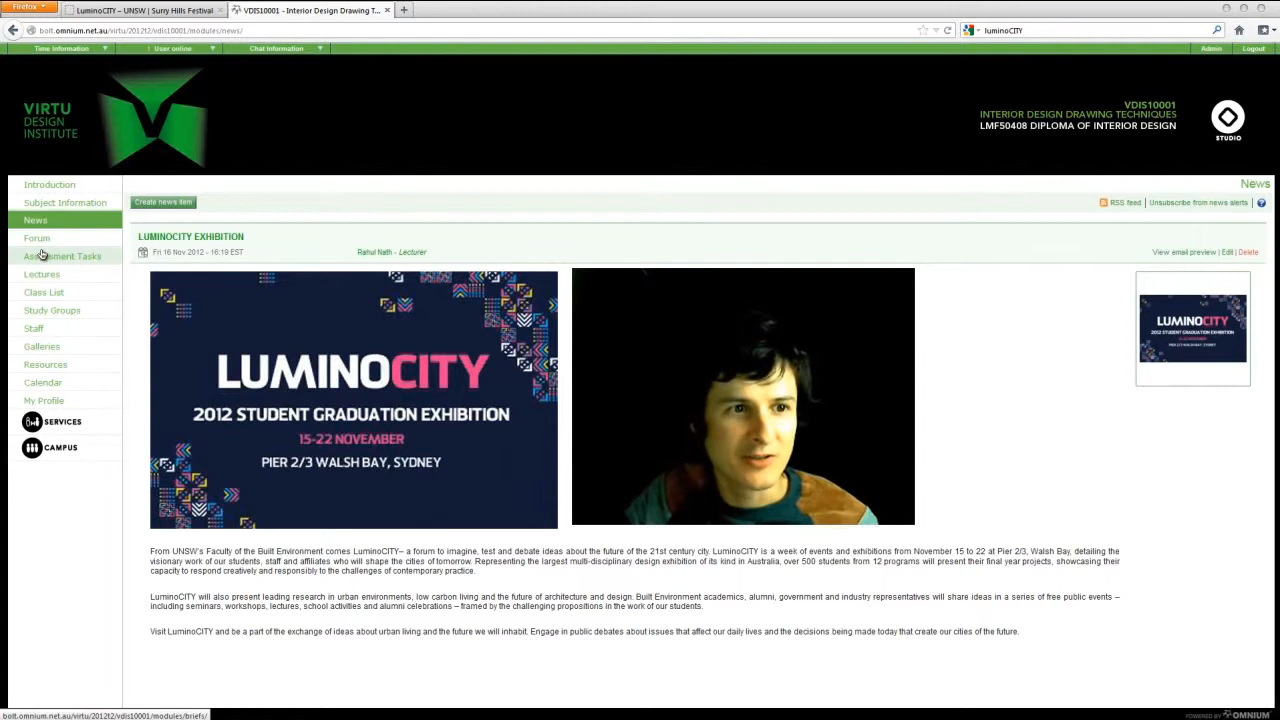 Firefox
LuminoCITY – UNSW | Surry Hills Festival
VDIS10001 - Interior Design Drawing T...
bolt.omnium.net.au/virtu/2012t2/vdis10001/modules/news/
luminoCITY
Time Information
! User online
Chat Information
Admin
Logout
VIRTU
DESIGN
INSTITUTE
VDIS10001
INTERIOR DESIGN DRAWING TECHNIQUES
LMF50408 DIPLOMA OF INTERIOR DESIGN
STUDIO
Introduction
Subject Information
News
Forum
Assessment Tasks
Lectures
Class List
Study Groups
Staff
Galleries
Resources
Calendar
My Profile
SERVICES
CAMPUS
News
Create news item
RSS feed | Unsubscribe from news alerts |
LUMINOCITY EXHIBITION
Fri 16 Nov 2012 - 16:19 EST
Rahul Nath - Lecturer
View email preview | Edit | Delete
LUMINOCITY
2012 STUDENT GRADUATION EXHIBITION
15-22 NOVEMBER
PIER 2/3 WALSH BAY, SYDNEY
LUMINOCITY
2012 STUDENT GRADUATION EXHIBITION
15-22 NOVEMBER
PIER 2/3 WALSH BAY, SYDNEY
From UNSW's Faculty of the Built Environment comes LuminoCITY– a forum to imagine, test and debate ideas about the future of the 21st century city. LuminoCITY is a week of events and exhibitions from November 15 to 22 at Pier 2/3, Walsh Bay, detailing the
visionary work of our students, staff and affiliates who will shape the cities of tomorrow. Representing the largest multi-disciplinary design exhibition of its kind in Australia, over 500 students from 12 programs will present their final year projects, showcasing their
capacity to respond creatively and responsibly to the challenges of contemporary practice.
LuminoCITY will also present leading research in urban environments, low carbon living and the future of architecture and design. Built Environment academics, alumni, government and industry representatives will share ideas in a series of free public events –
including seminars, workshops, lectures, school activities and alumni celebrations – framed by the challenging propositions in the work of our students.
Visit LuminoCITY and be a part of the exchange of ideas about urban living and the future we will inhabit. Engage in public debates about issues that affect our daily lives and the decisions being made today that create our cities of the future.
bolt.omnium.net.au/virtu/2012t2/vdis10001/modules/briefs/
POWERED BY OMNIUM